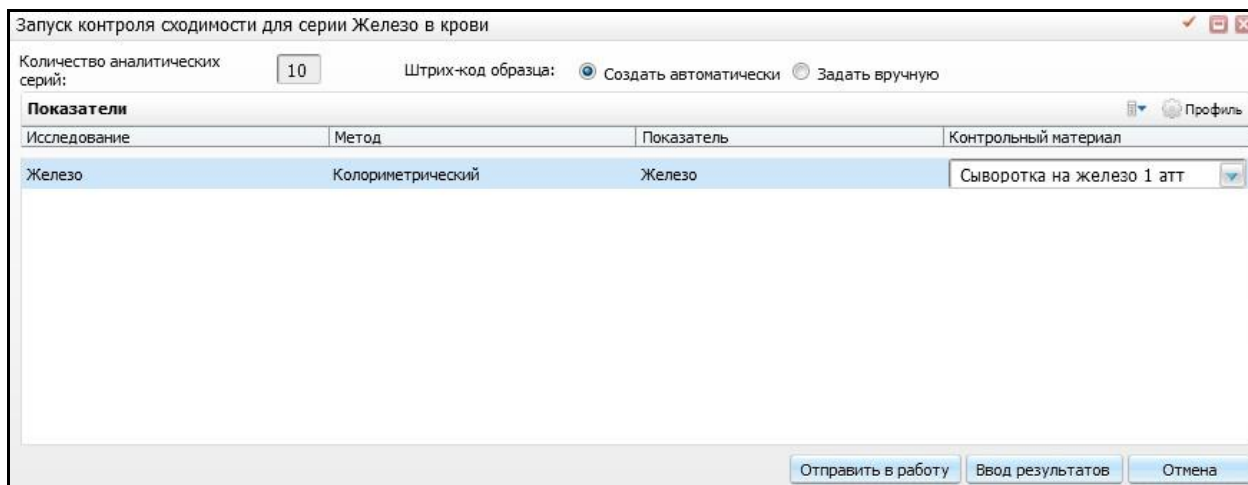 Запуск контроля сходимости для серии Железо в крови
Количество аналитических
серий:
10
Штрих-код образца:
Создать автоматически
Задать вручную
Показатели
Профиль
Исследование
Метод
Показатель
Контрольный материал
Железо
Колориметрический
Железо
Сыворотка на железо 1 атт
Отправить в работу
Ввод результатов
Отмена